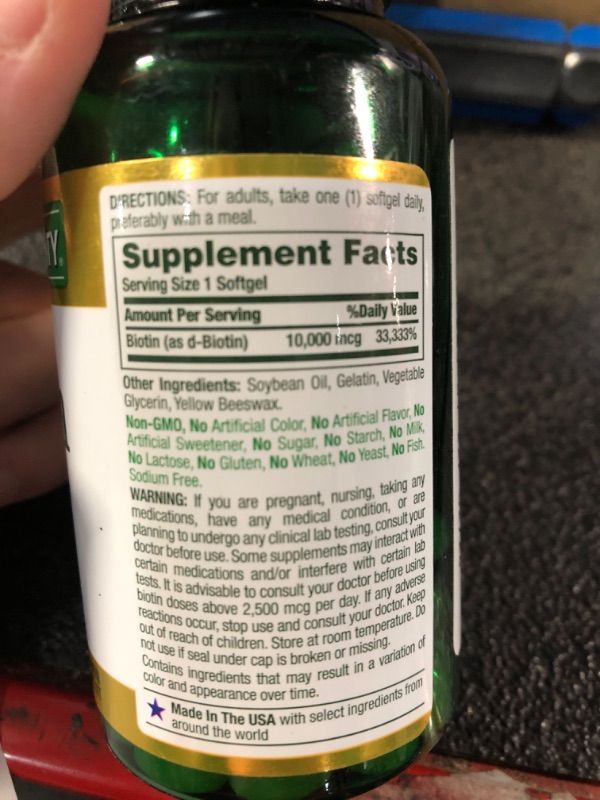 DIRECTIONS: For adults, take one (1) softgel daily,
preferably with a meal.
Supplement Facts
Serving Size 1 Softgel
Amount Per Serving %Daily Value
Biotin (as d-Biotin) 10,000 mcg 33,333%
Other Ingredients: Soybean Oil, Gelatin, Vegetable
Glycerin, Yellow Beeswax.
Non-GMO, No Artificial Color, No Artificial Flavor, No
Artificial Sweetener, No Sugar, No Starch, No Milk,
No Lactose, No Gluten, No Wheat, No Yeast, No Fish.
Sodium Free.
WARNING: If you are pregnant, nursing, taking any
medications, have any medical condition, or are
planning to undergo any clinical lab testing, consult your
doctor before use. Some supplements may interact with
certain medications and/or interfere with certain lab
tests. It is advisable to consult your doctor before using
biotin doses above 2,500 mcg per day. If any adverse
reactions occur, stop use and consult your doctor. Keep
out of reach of children. Store at room temperature. Do
not use if seal under cap is broken or missing.
Contains ingredients that may result in a variation of
color and appearance over time.
Made In The USA with select ingredients from
around the world